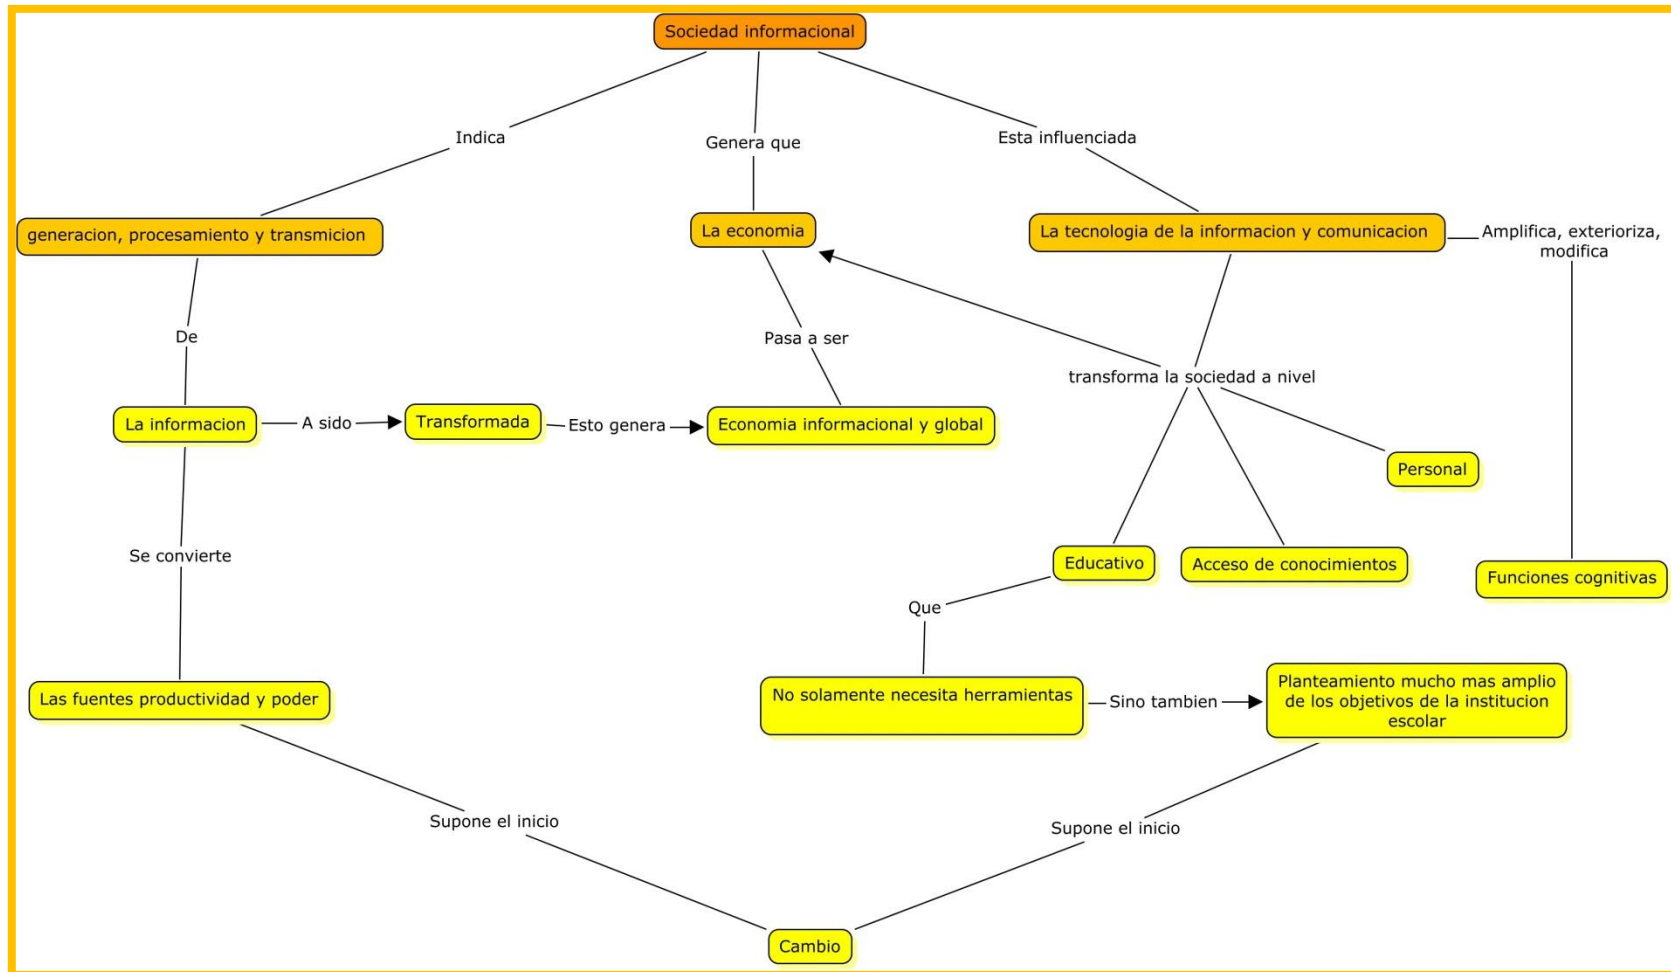 Sociedad informacional
Indica
Genera que
Esta influenciada
generacion, procesamiento y transmicion
La economia
La tecnologia de la informacion y comunicacion
Amplifica, exterioriza,
modifica
De
Pasa a ser
transforma la sociedad a nivel
La informacion
A sido
Transformada
Esto genera
Economia informacional y global
Personal
Se convierte
Educativo
Acceso de conocimientos
Funciones cognitivas
Que
Las fuentes productividad y poder
No solamente necesita herramientas
Sino tambien
Planteamiento mucho mas amplio
de los objetivos de la institucion
escolar
Supone el inicio
Supone el inicio
Cambio